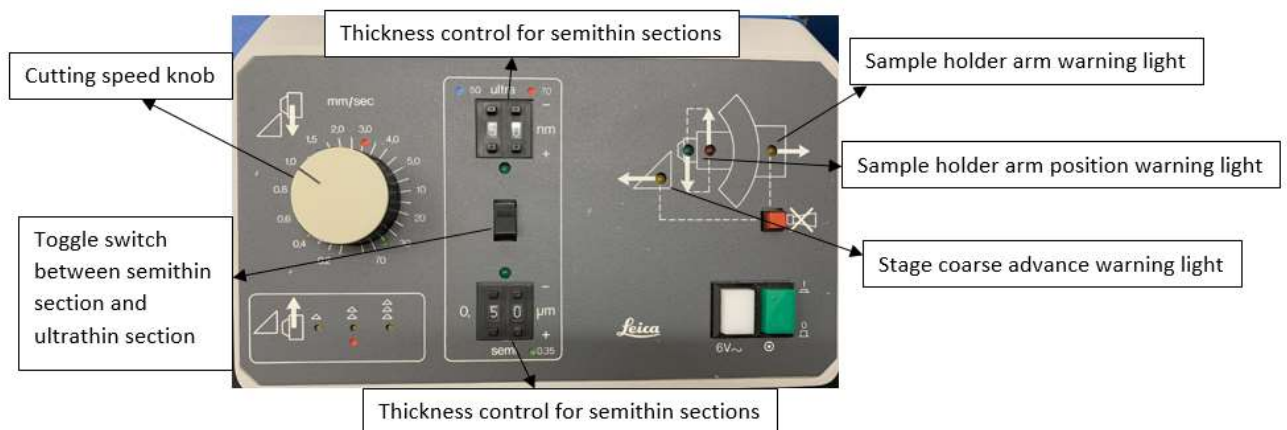 Thickness control for semithin sections
Cutting speed knob
Sample holder arm warning light
Sample holder arm position warning light
Toggle switch
between semithin
section and
ultrathin section
Stage coarse advance warning light
Thickness control for semithin sections
mm/sec
0,2
0,4
0,6
0,8
1,0
1,5
2,0
3,0
4,0
5,0
10
20
30
50 ultra 70
-
nm
+
-
0, 5 0 µm
+
semi 0.35
Leica
6V~
I
0